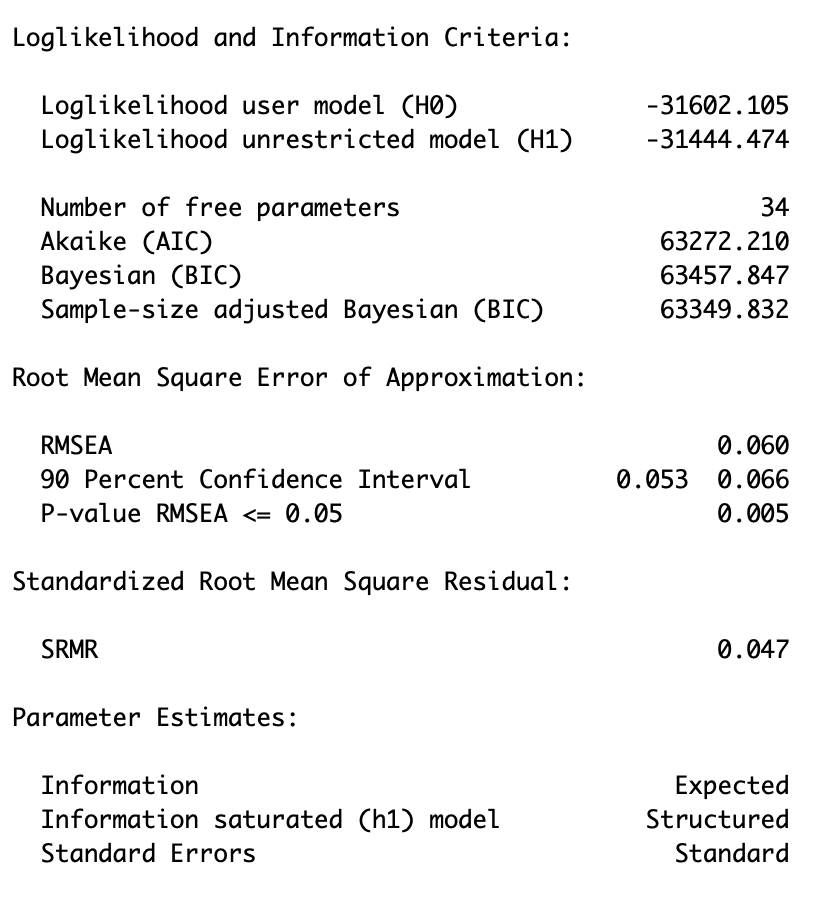 Loglikelihood and Information Criteria:
Loglikelihood user model (H0) -31602.105
Loglikelihood unrestricted model (H1) -31444.474
Number of free parameters 34
Akaike (AIC) 63272.210
Bayesian (BIC) 63457.847
Sample-size adjusted Bayesian (BIC) 63349.832
Root Mean Square Error of Approximation:
RMSEA 0.060
90 Percent Confidence Interval 0.053 0.066
P-value RMSEA <= 0.05 0.005
Standardized Root Mean Square Residual:
SRMR 0.047
Parameter Estimates:
Information Expected
Information saturated (h1) model Structured
Standard Errors Standard